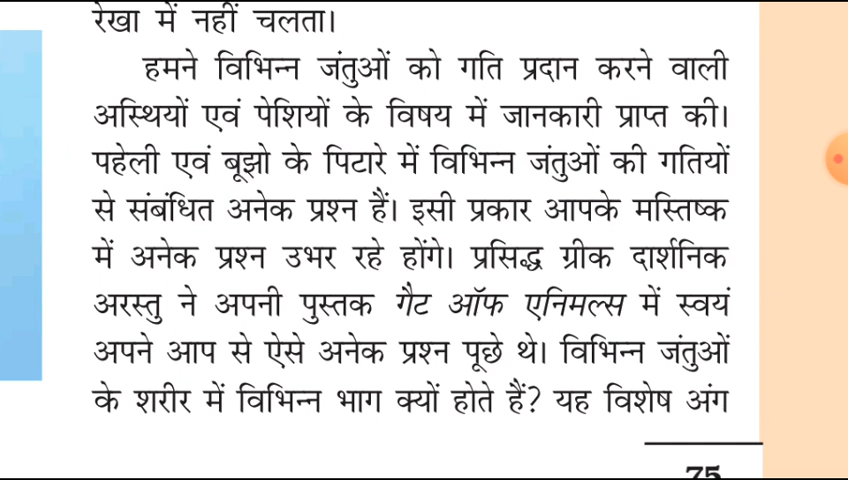 रेखा में नहीं चलता।
हमने विभिन्न जंतुओं को गति प्रदान करने वाली
अस्थियों एवं पेशियों के विषय में जानकारी प्राप्त की।
पहेली एवं बूझो के पिटारे में विभिन्न जंतुओं की गतियों
से संबंधित अनेक प्रश्न हैं। इसी प्रकार आपके मस्तिष्क
में अनेक प्रश्न उभर रहे होंगे। प्रसिद्ध ग्रीक दार्शनिक
अरस्तु ने अपनी पुस्तक गैट ऑफ एनिमल्स में स्वयं
अपने आप से ऐसे अनेक प्रश्न पूछे थे। विभिन्न जंतुओं
के शरीर में विभिन्न भाग क्यों होते हैं? यह विशेष अंग
75